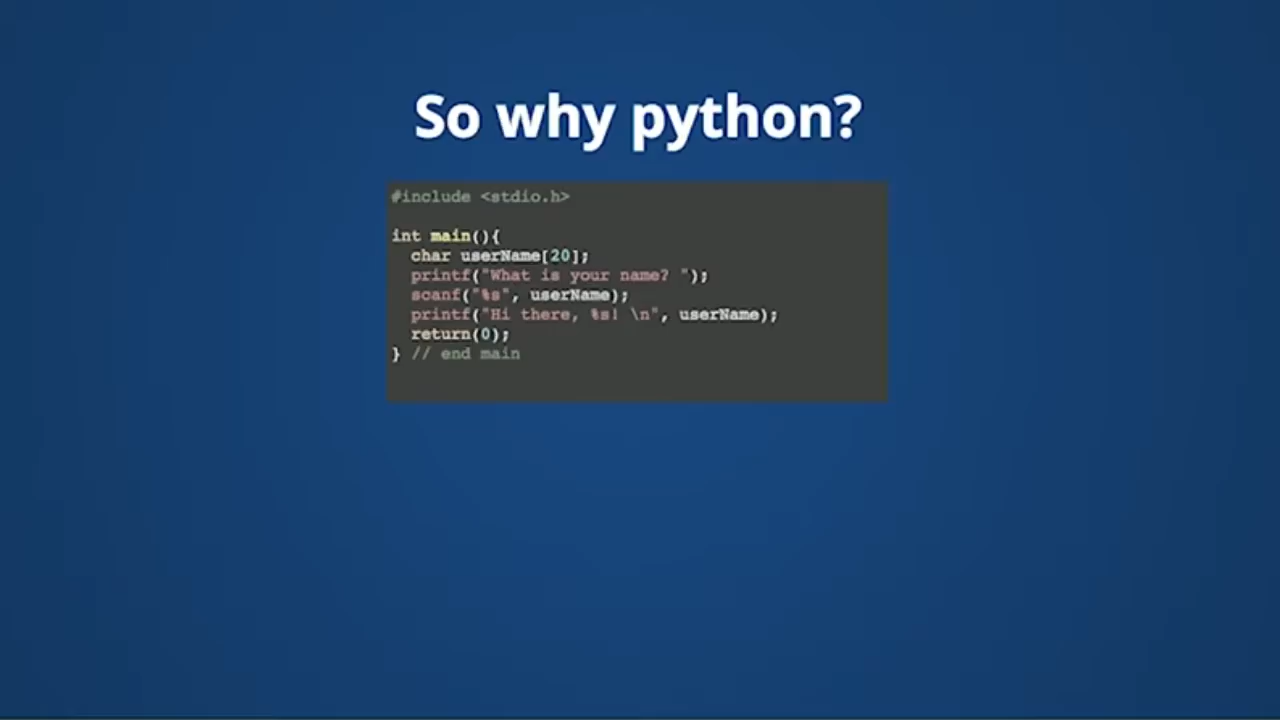 So why python?
#include <stdio.h>
int main(){
char userName[20];
printf("What is your name? ");
scanf("%s", userName);
printf("Hi there, %s! \n", userName);
return(0);
} // end main